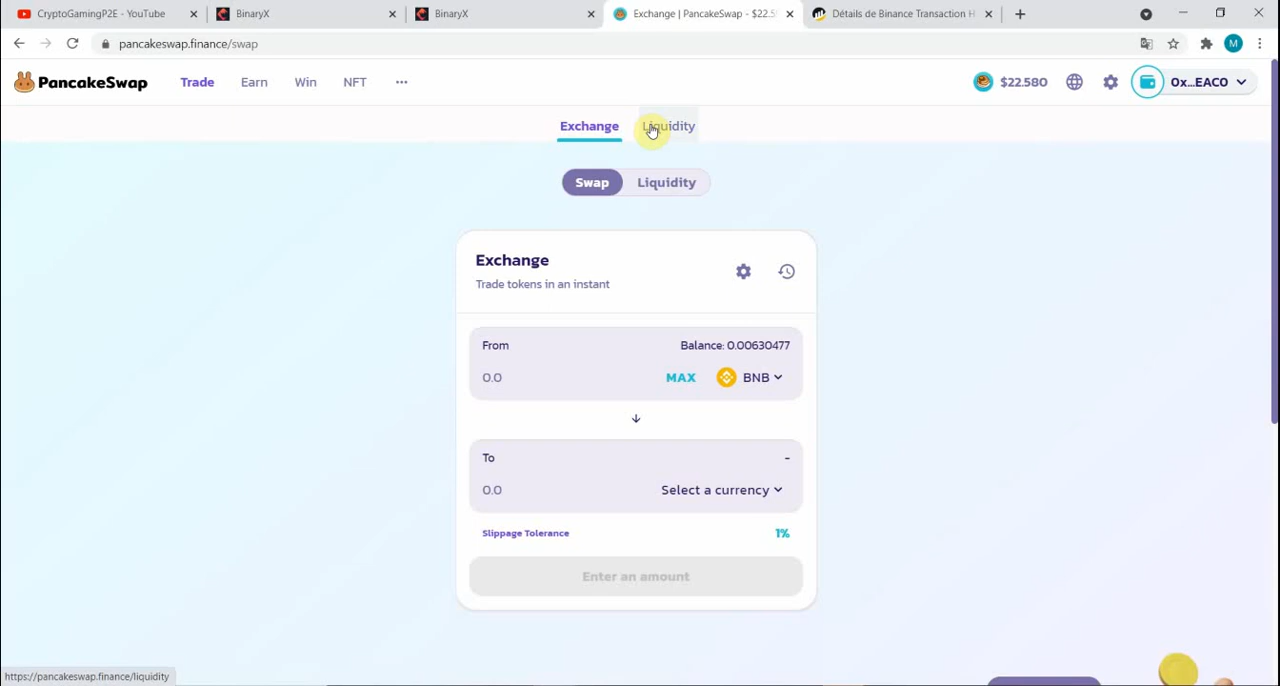 CryptoGamingP2E - YouTube
BinaryX
BinaryX
Exchange | PancakeSwap - $22.5
Détails de Binance Transaction H
pancakeswap.finance/swap
M
PancakeSwap
Trade
Earn
Win
NFT
$22.580
0x...EAC0
Exchange
Liquidity
Swap
Liquidity
Exchange
Trade tokens in an instant
From
Balance: 0.00630477
0.0
MAX
BNB
To
-
0.0
Select a currency
Slippage Tolerance
1%
Enter an amount
https://pancakeswap.finance/liquidity